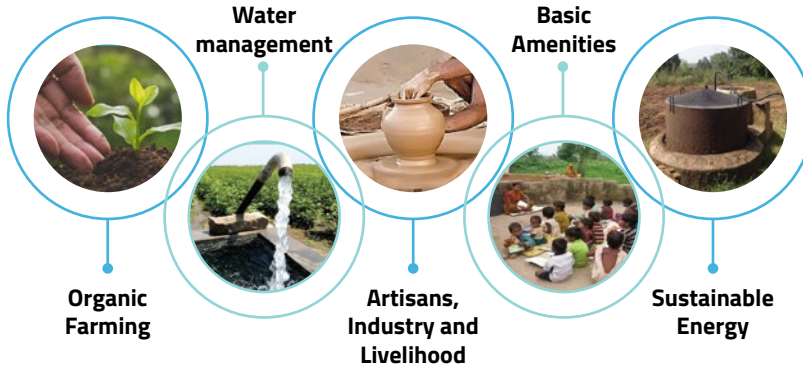 Water
management
Basic
Amenities
Organic
Farming
Artisans,
Industry and
Livelihood
Sustainable
Energy